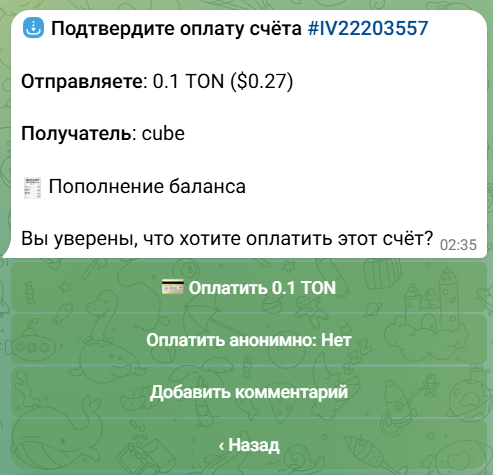 Подтвердите оплату счёта #IV22203557
Отправляете: 0.1 TON ($0.27)
Получатель: cube
Пополнение баланса
Вы уверены, что хотите оплатить этот счёт? 02:35
Оплатить 0.1 TON
Оплатить анонимно: Нет
Добавить комментарий
‹ Назад